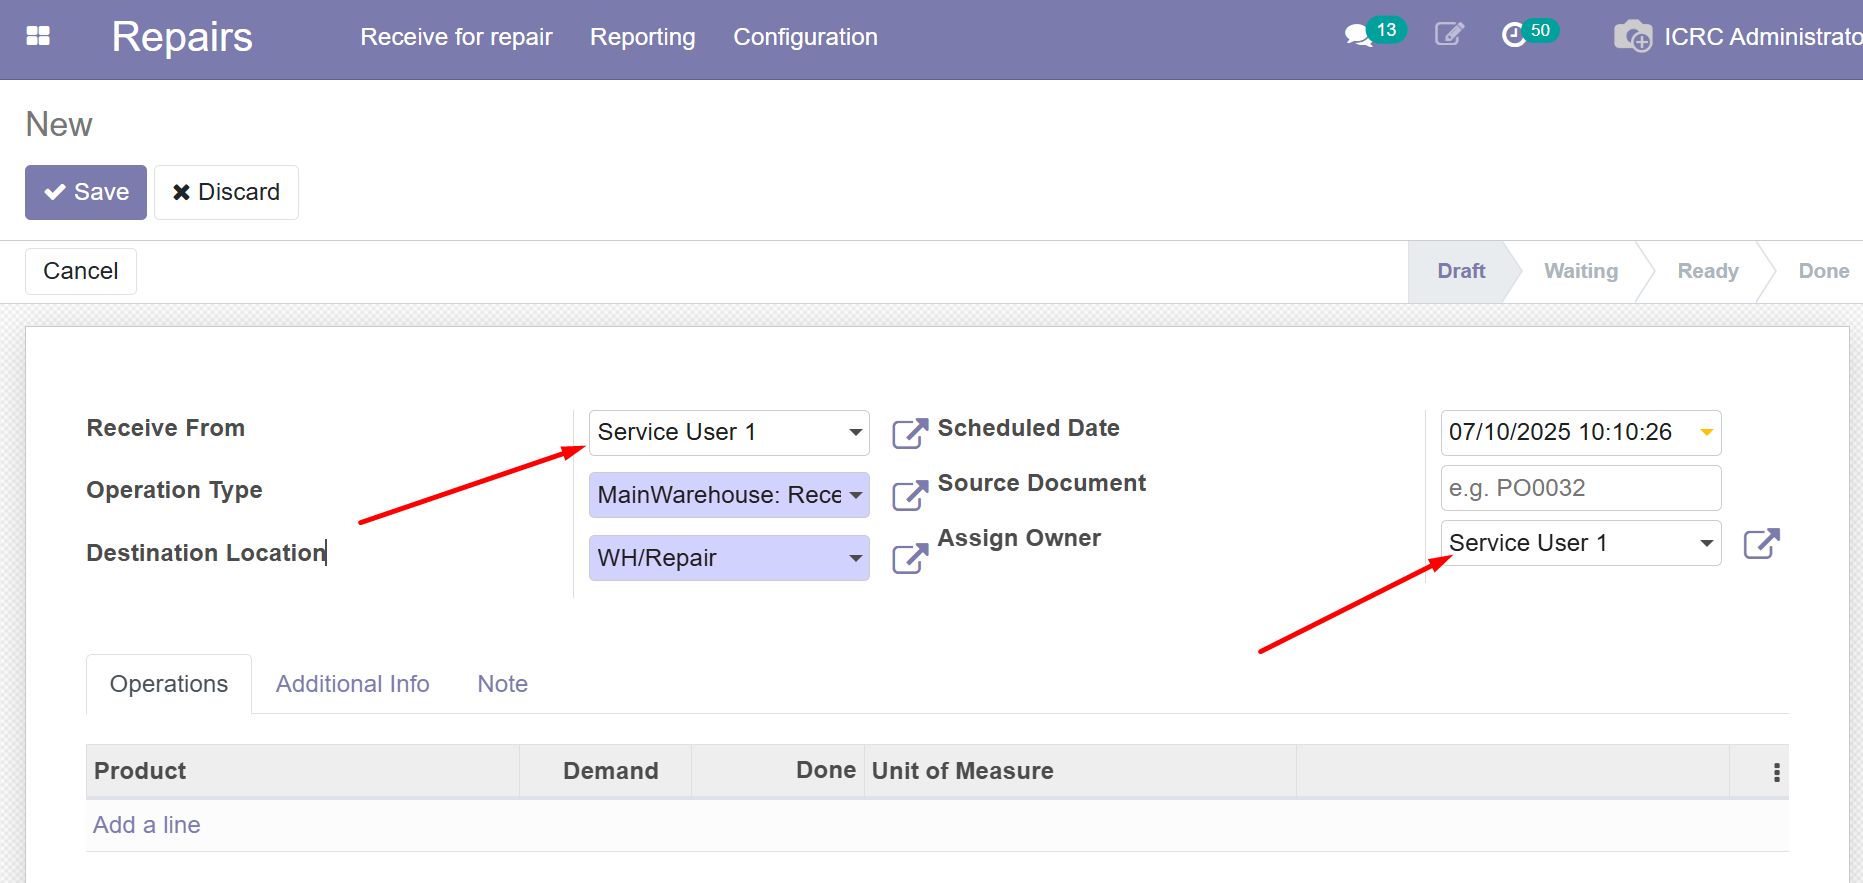 Repairs Receive for repair Reporting Configuration 13 50 ICRC Administrato
New
Save Discard
Cancel Draft Waiting Ready Done
Receive From Service User 1 Scheduled Date 07/10/2025 10:10:26
Operation Type MainWarehouse: Rece Source Document e.g. PO0032
Destination Location WH/Repair Assign Owner Service User 1
Operations Additional Info Note
Product Demand Done Unit of Measure
Add a line